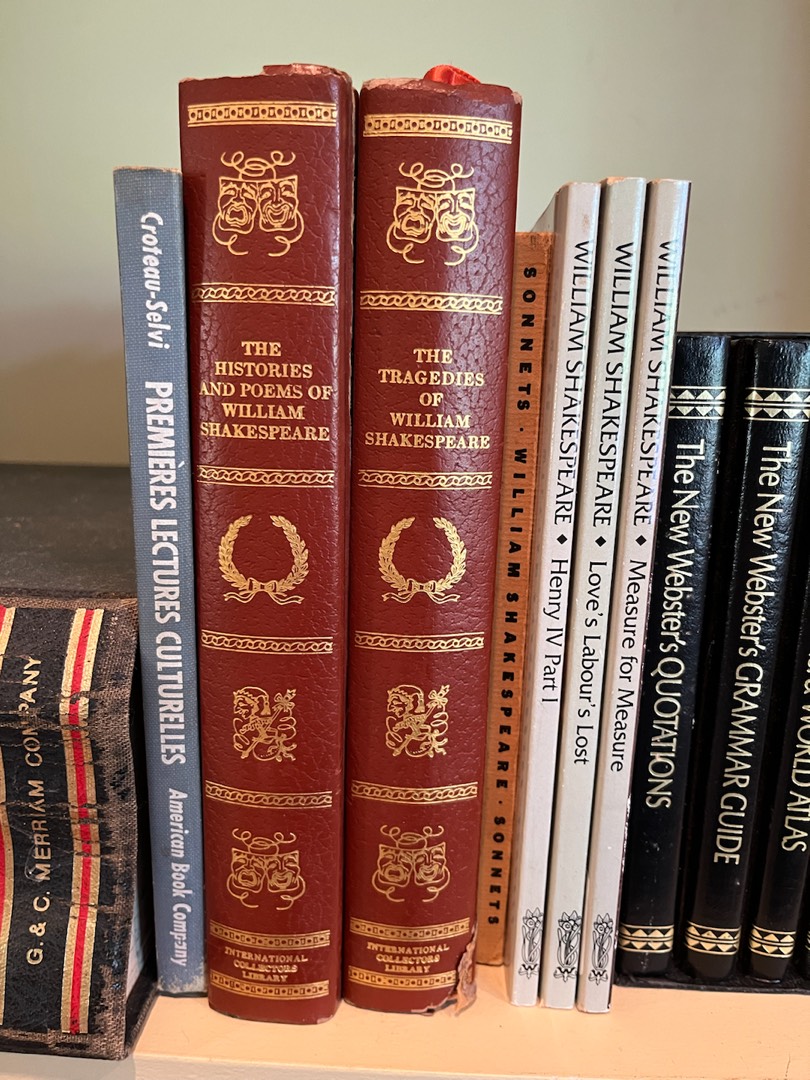 G. & C. MERRIAM COMPANY
Croteau-Selvi PREMIÈRES LECTURES CULTURELLES American Book Company
THE
HISTORIES
AND POEMS OF
WILLIAM
SHAKESPEARE
INTERNATIONAL
COLLECTORS
LIBRARY
THE
TRAGEDIES
OF
WILLIAM
SHAKESPEARE
INTERNATIONAL
COLLECTORS
LIBRARY
SONNETS · WILLIAM SHAKESPEARE · SONNETS
WILLIAM SHAKESPEARE ◆ Henry IV Part I
W
WILLIAM SHAKESPEARE ◆ Love's Labour's Lost
W
WILLIAM SHAKESPEARE ◆ Measure for Measure
W
The New Webster's QUOTATIONS
The New Webster's GRAMMAR GUIDE
ATLAS